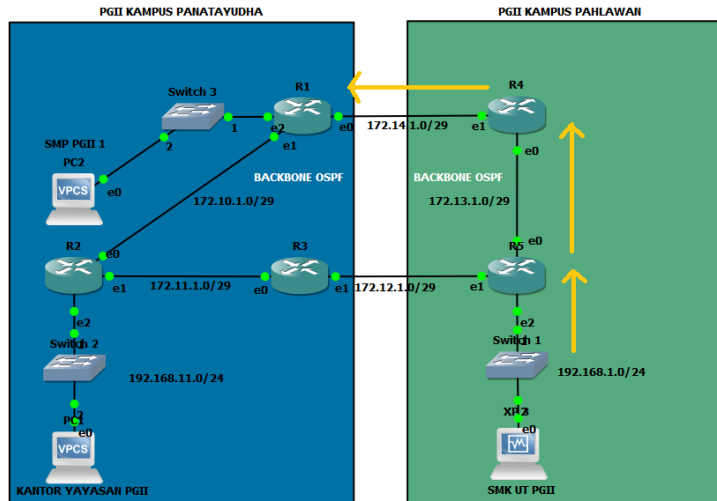 PGII KAMPUS PANATAYUDHA
PGII KAMPUS PAHLAWAN
Switch 3
R1
R4
1
e2
e0
172.14.1.0/29
e1
2
e1
e0
SMP PGII 1
PC2
VPCS
e0
BACKBONE OSPF
BACKBONE OSPF
172.10.1.0/29
172.13.1.0/29
R2
e0
R3
e0
R5
e1
172.11.1.0/29
e0
e1
172.12.1.0/29
e1
e2
e2
Switch 2
1
Switch 1
1
192.168.11.0/24
192.168.1.0/24
PC1
2
e0
VPCS
e0
KANTOR YAYASAN PGII
SMK UT PGII